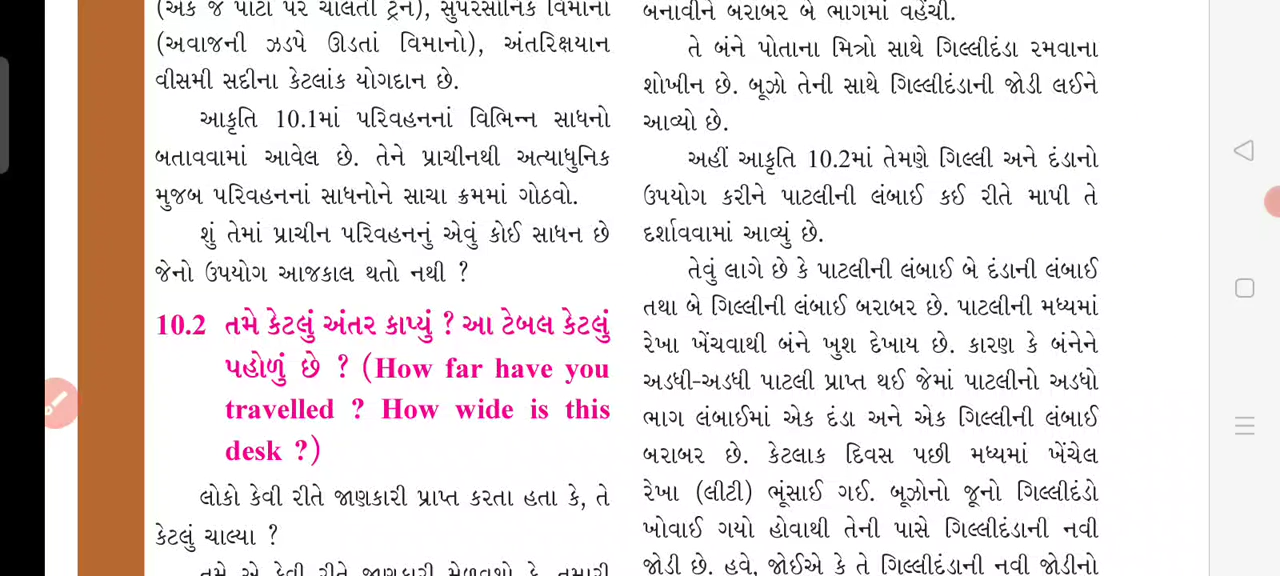 (એક જ પાટા પર ચાલતી ટ્રેન), સુપરસોનિક વિમાનો
(અવાજની ઝડપે ઊડતાં વિમાનો), અંતરિક્ષયાન
વીસમી સદીના કેટલાંક યોગદાન છે.
આકૃતિ 10.1માં પરિવહનનાં વિભિન્ન સાધનો
બતાવવામાં આવેલ છે. તેને પ્રાચીનથી અત્યાધુનિક
મુજબ પરિવહનનાં સાધનોને સાચા ક્રમમાં ગોઠવો.
શું તેમાં પ્રાચીન પરિવહનનું એવું કોઈ સાધન છે
જેનો ઉપયોગ આજકાલ થતો નથી ?
10.2 તમે કેટલું અંતર કાપ્યું ? આ ટેબલ કેટલું
પહોળું છે ? (How far have you
travelled ? How wide is this
desk ?)
લોકો કેવી રીતે જાણકારી પ્રાપ્ત કરતા હતા કે, તે
કેટલું ચાલ્યા ?
તમે એ કેવી રીતે જાણકારી મેળવશો કે તમારી
બનાવીને બરાબર બે ભાગમાં વહેંચી.
તે બંને પોતાના મિત્રો સાથે ગિલ્લીદંડા રમવાના
શોખીન છે. બૂઝો તેની સાથે ગિલ્લીદંડાની જોડી લઈને
આવ્યો છે.
અહીં આકૃતિ 10.2માં તેમણે ગિલ્લી અને દંડાનો
ઉપયોગ કરીને પાટલીની લંબાઈ કઈ રીતે માપી તે
દર્શાવવામાં આવ્યું છે.
તેવું લાગે છે કે પાટલીની લંબાઈ બે દંડાની લંબાઈ
તથા બે ગિલ્લીની લંબાઈ બરાબર છે. પાટલીની મધ્યમાં
રેખા ખેંચવાથી બંને ખુશ દેખાય છે. કારણ કે બંનેને
અડધી-અડધી પાટલી પ્રાપ્ત થઈ જેમાં પાટલીનો અડધો
ભાગ લંબાઈમાં એક દંડા અને એક ગિલ્લીની લંબાઈ
બરાબર છે. કેટલાક દિવસ પછી મધ્યમાં ખેંચેલ
રેખા (લીટી) ભૂંસાઈ ગઈ. બૂઝોનો જૂનો ગિલ્લીદંડો
ખોવાઈ ગયો હોવાથી તેની પાસે ગિલ્લીદંડાની નવી
જોડી છે. હવે, જોઈએ કે તે ગિલ્લીદંડાની નવી જોડીનો